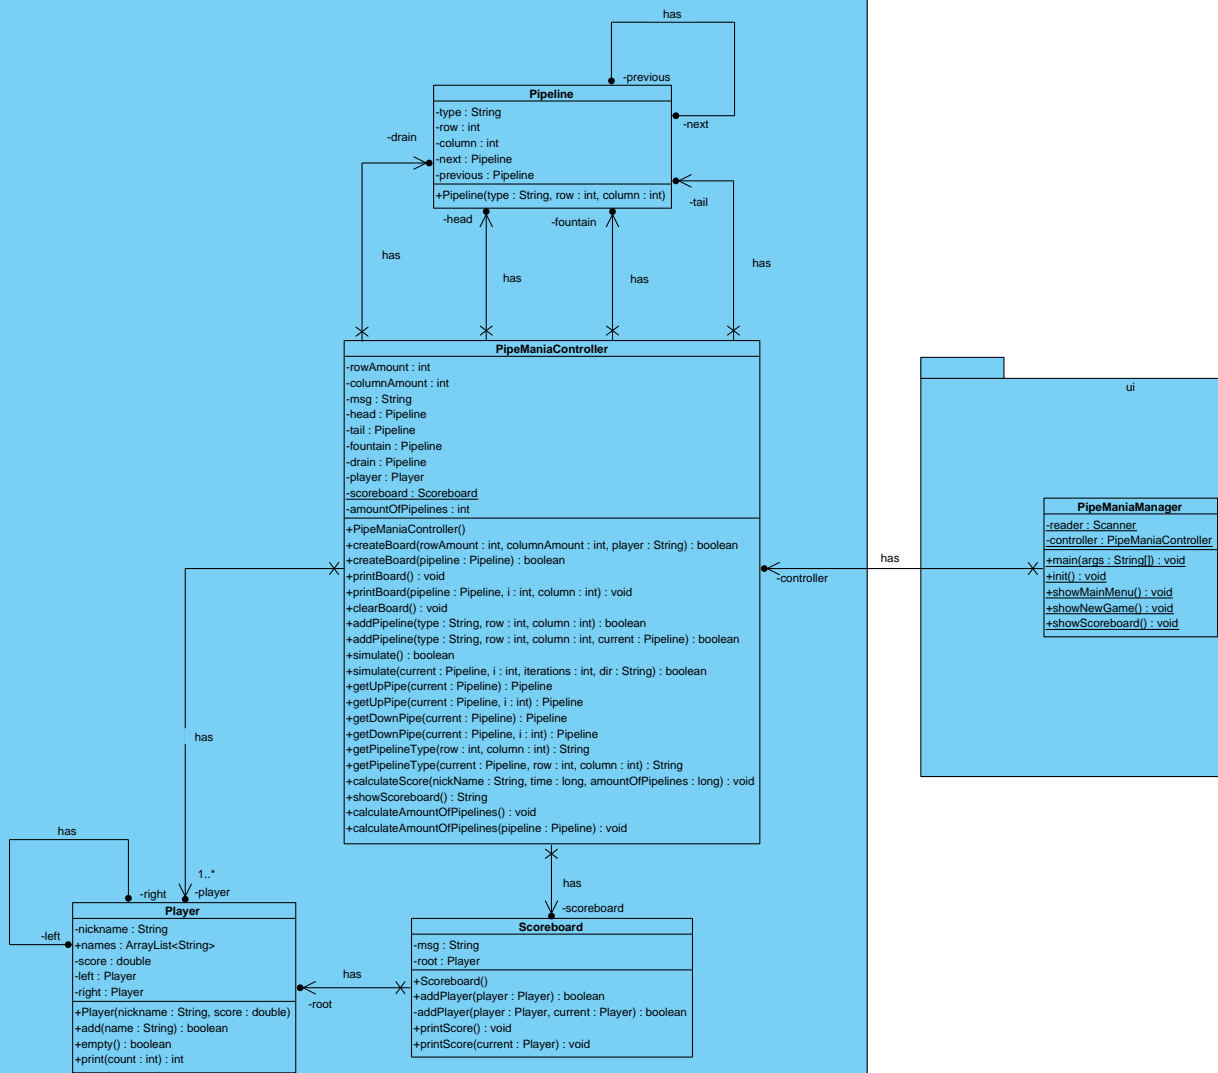 has
-previous
Pipeline
-type : String
-row : int
-column : int
-next : Pipeline
-previous : Pipeline
+Pipeline(type : String, row : int, column : int)
-next
-drain
-tail
-head
-fountain
has
has
has
has
PipeManiaController
-rowAmount : int
-columnAmount : int
-msg : String
-head : Pipeline
-tail : Pipeline
-fountain : Pipeline
-drain : Pipeline
-player : Player
-scoreboard : Scoreboard
-amountOfPipelines : int
+PipeManiaController()
+createBoard(rowAmount : int, columnAmount : int, player : String) : boolean
+createBoard(pipeline : Pipeline) : boolean
+printBoard() : void
+printBoard(pipeline : Pipeline, i : int, column : int) : void
+clearBoard() : void
+addPipeline(type : String, row : int, column : int) : boolean
+addPipeline(type : String, row : int, column : int, current : Pipeline) : boolean
+simulate() : boolean
+simulate(current : Pipeline, i : int, iterations : int, dir : String) : boolean
+getUpPipe(current : Pipeline) : Pipeline
+getUpPipe(current : Pipeline, i : int) : Pipeline
+getDownPipe(current : Pipeline) : Pipeline
+getDownPipe(current : Pipeline, i : int) : Pipeline
+getPipelineType(row : int, column : int) : String
+getPipelineType(current : Pipeline, row : int, column : int) : String
+calculateScore(nickName : String, time : long, amountOfPipelines : long) : void
+showScoreboard() : String
+calculateAmountOfPipelines() : void
+calculateAmountOfPipelines(pipeline : Pipeline) : void
ui
PipeManiaManager
-reader : Scanner
-controller : PipeManiaController
+main(args : String[]) : void
+init() : void
+showMainMenu() : void
+showNewGame() : void
+showScoreboard() : void
has
-controller
has
has
1..*
-right
-player
-left
Player
-nickname : String
+names : ArrayList<String>
-score : double
-left : Player
-right : Player
+Player(nickname : String, score : double)
+add(name : String) : boolean
+empty() : boolean
+print(count : int) : int
has
-root
has
-scoreboard
Scoreboard
-msg : String
-root : Player
+Scoreboard()
+addPlayer(player : Player) : boolean
-addPlayer(player : Player, current : Player) : boolean
+printScore() : void
+printScore(current : Player) : void